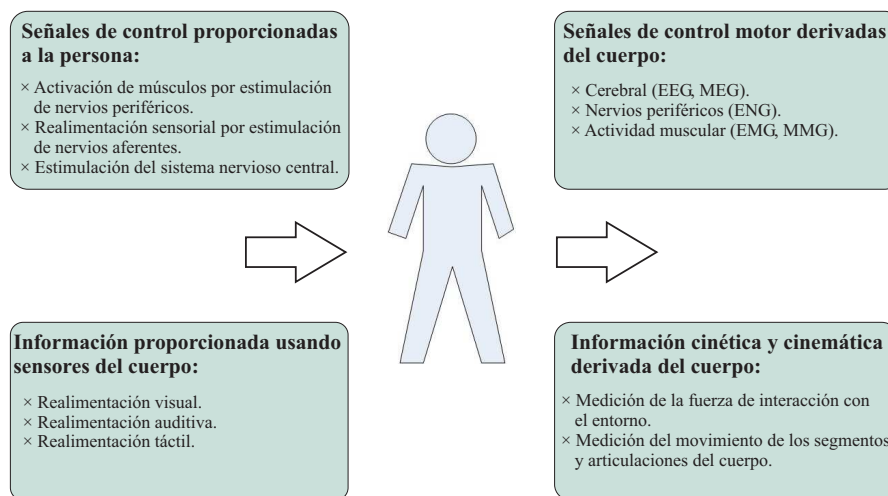 Señales de control proporcionadas
a la persona:
× Activación de músculos por estimulación
de nervios periféricos.
× Realimentación sensorial por estimulación
de nervios aferentes.
× Estimulación del sistema nervioso central.
Señales de control motor derivadas
del cuerpo:
× Cerebral (EEG, MEG).
× Nervios periféricos (ENG).
× Actividad muscular (EMG, MMG).
Información proporcionada usando
sensores del cuerpo:
× Realimentación visual.
× Realimentación auditiva.
× Realimentación táctil.
Información cinética y cinemática
derivada del cuerpo:
× Medición de la fuerza de interacción con
el entorno.
× Medición del movimiento de los segmentos
y articulaciones del cuerpo.